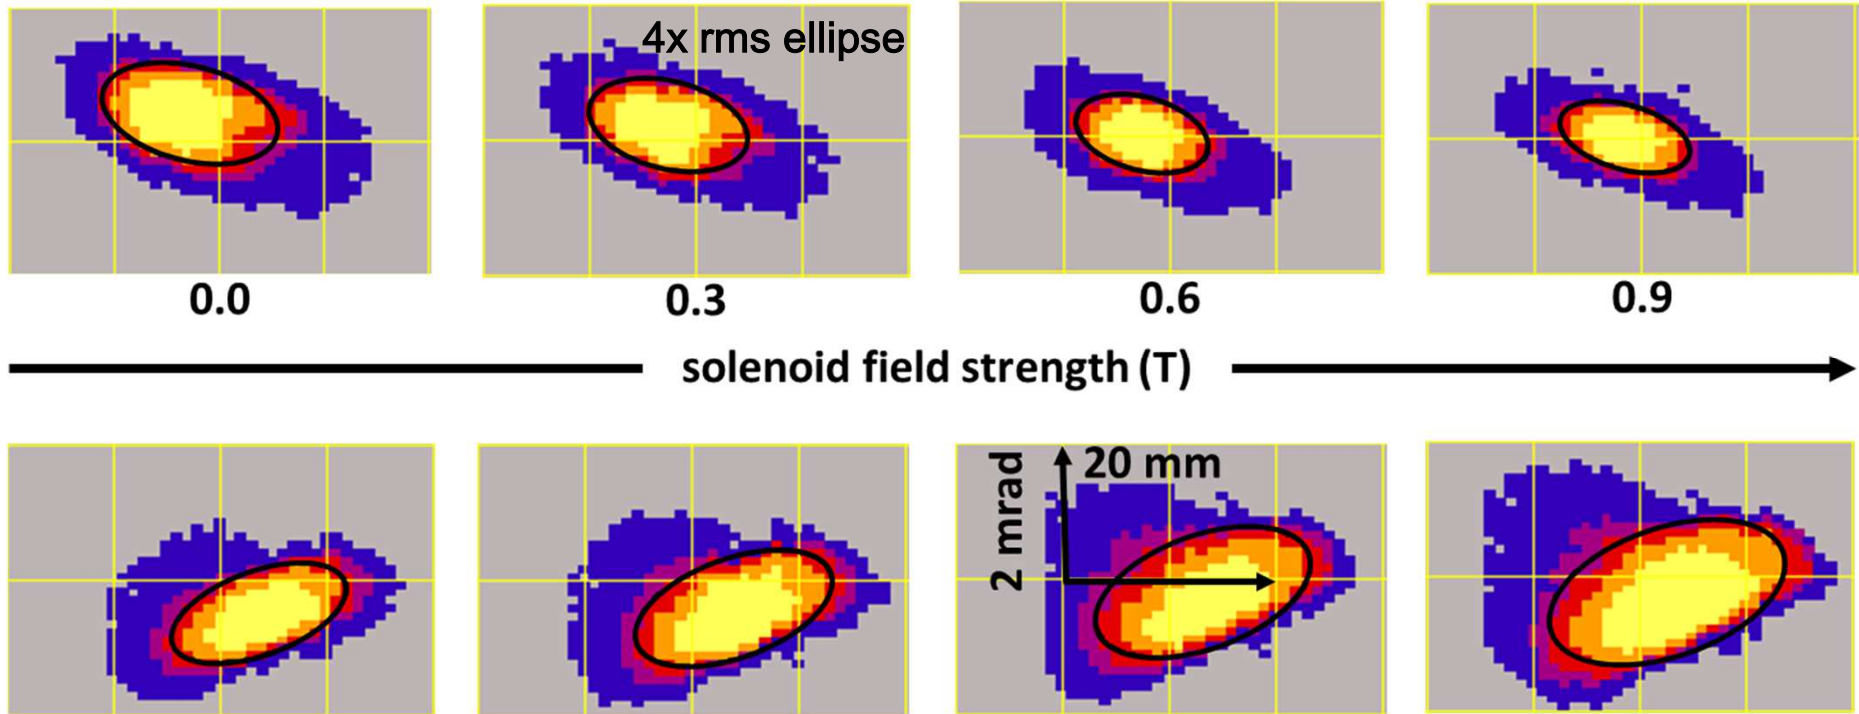 4x rms ellipse
0.0
0.3
0.6
0.9
solenoid field strength (T)
2 mrad
20 mm